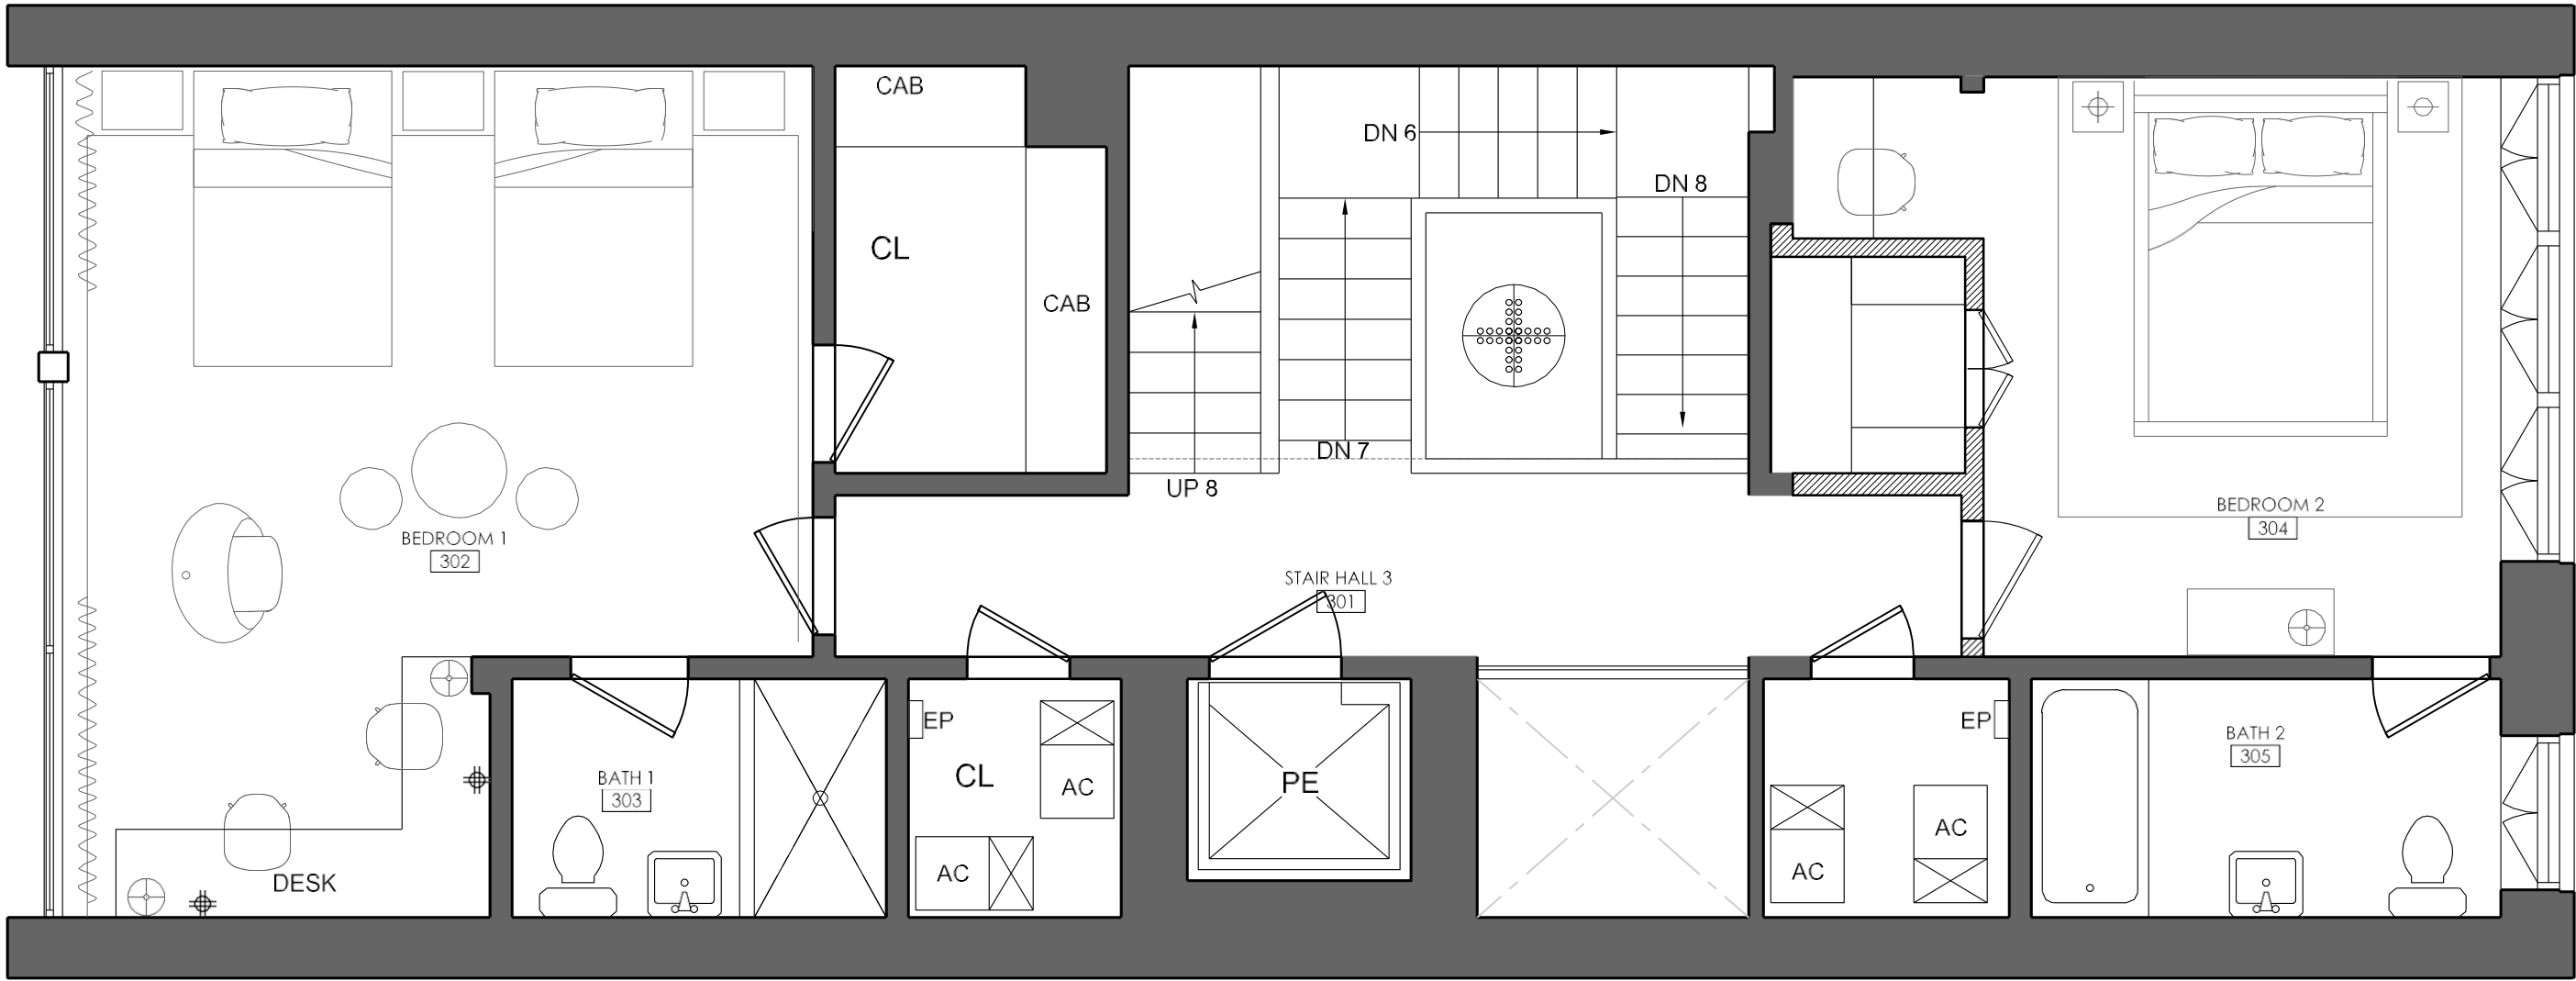 CAB
DN 6
DN 8
CL
CAB
DN 7
UP 8
BEDROOM 1
302
BEDROOM 2
304
STAIR HALL 3
301
EP
EP
BATH 2
305
BATH 1
303
CL
AC
PE
AC
AC
AC
DESK